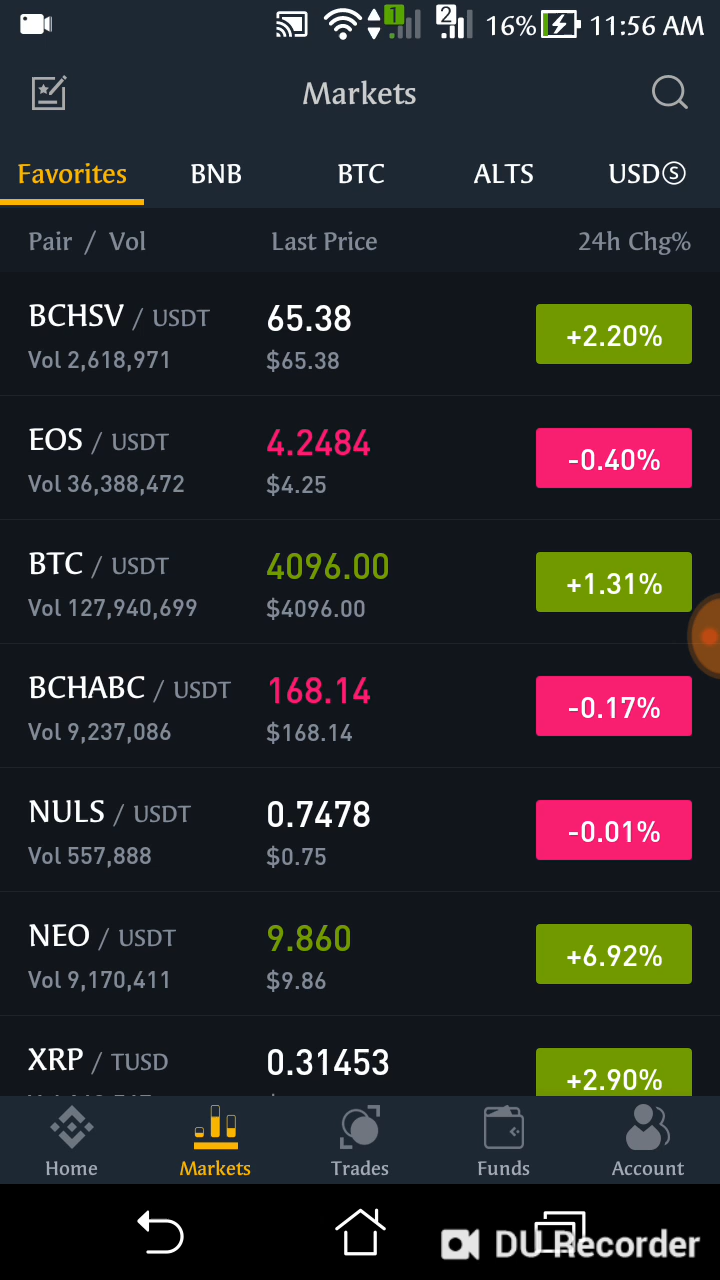 1 2 16% 11:56 AM
Markets
Favorites BNB BTC ALTS USDⓈ
Pair / Vol Last Price 24h Chg%
BCHSV / USDT 65.38 +2.20%
Vol 2,618,971 $65.38
EOS / USDT 4.2484 -0.40%
Vol 36,388,472 $4.25
BTC / USDT 4096.00 +1.31%
Vol 127,940,699 $4096.00
BCHABC / USDT 168.14 -0.17%
Vol 9,237,086 $168.14
NULS / USDT 0.7478 -0.01%
Vol 557,888 $0.75
NEO / USDT 9.860 +6.92%
Vol 9,170,411 $9.86
XRP / TUSD 0.31453 +2.90%
Home Markets Trades Funds Account
DU Recorder